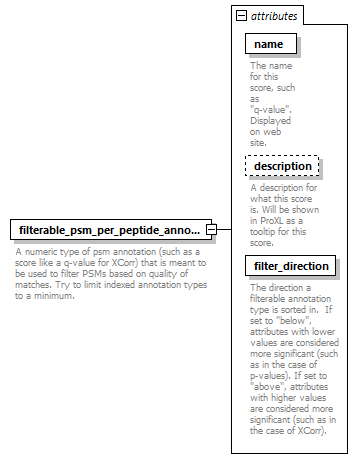 attributes
name
The name
for this
score, such
as
"q-value".
Displayed
on web
site.
description
A description for
what this score
is. Will be shown
in ProXL as a
tooltip for this
score.
filterable_psm_per_peptide_anno...
A numeric type of psm annotation (such as a
score like a q-value for XCorr) that is meant to
be used to filter PSMs based on quality of
matches. Try to limit indexed annotation types
to a minimum.
filter_direction
The direction a
filterable annotation
type is sorted in. If
set to "below",
attributes with lower
values are considered
more significant (such
as in the case of
p-values). If set to
"above", attributes
with higher values
are considered more
significant (such as in
the case of XCorr).